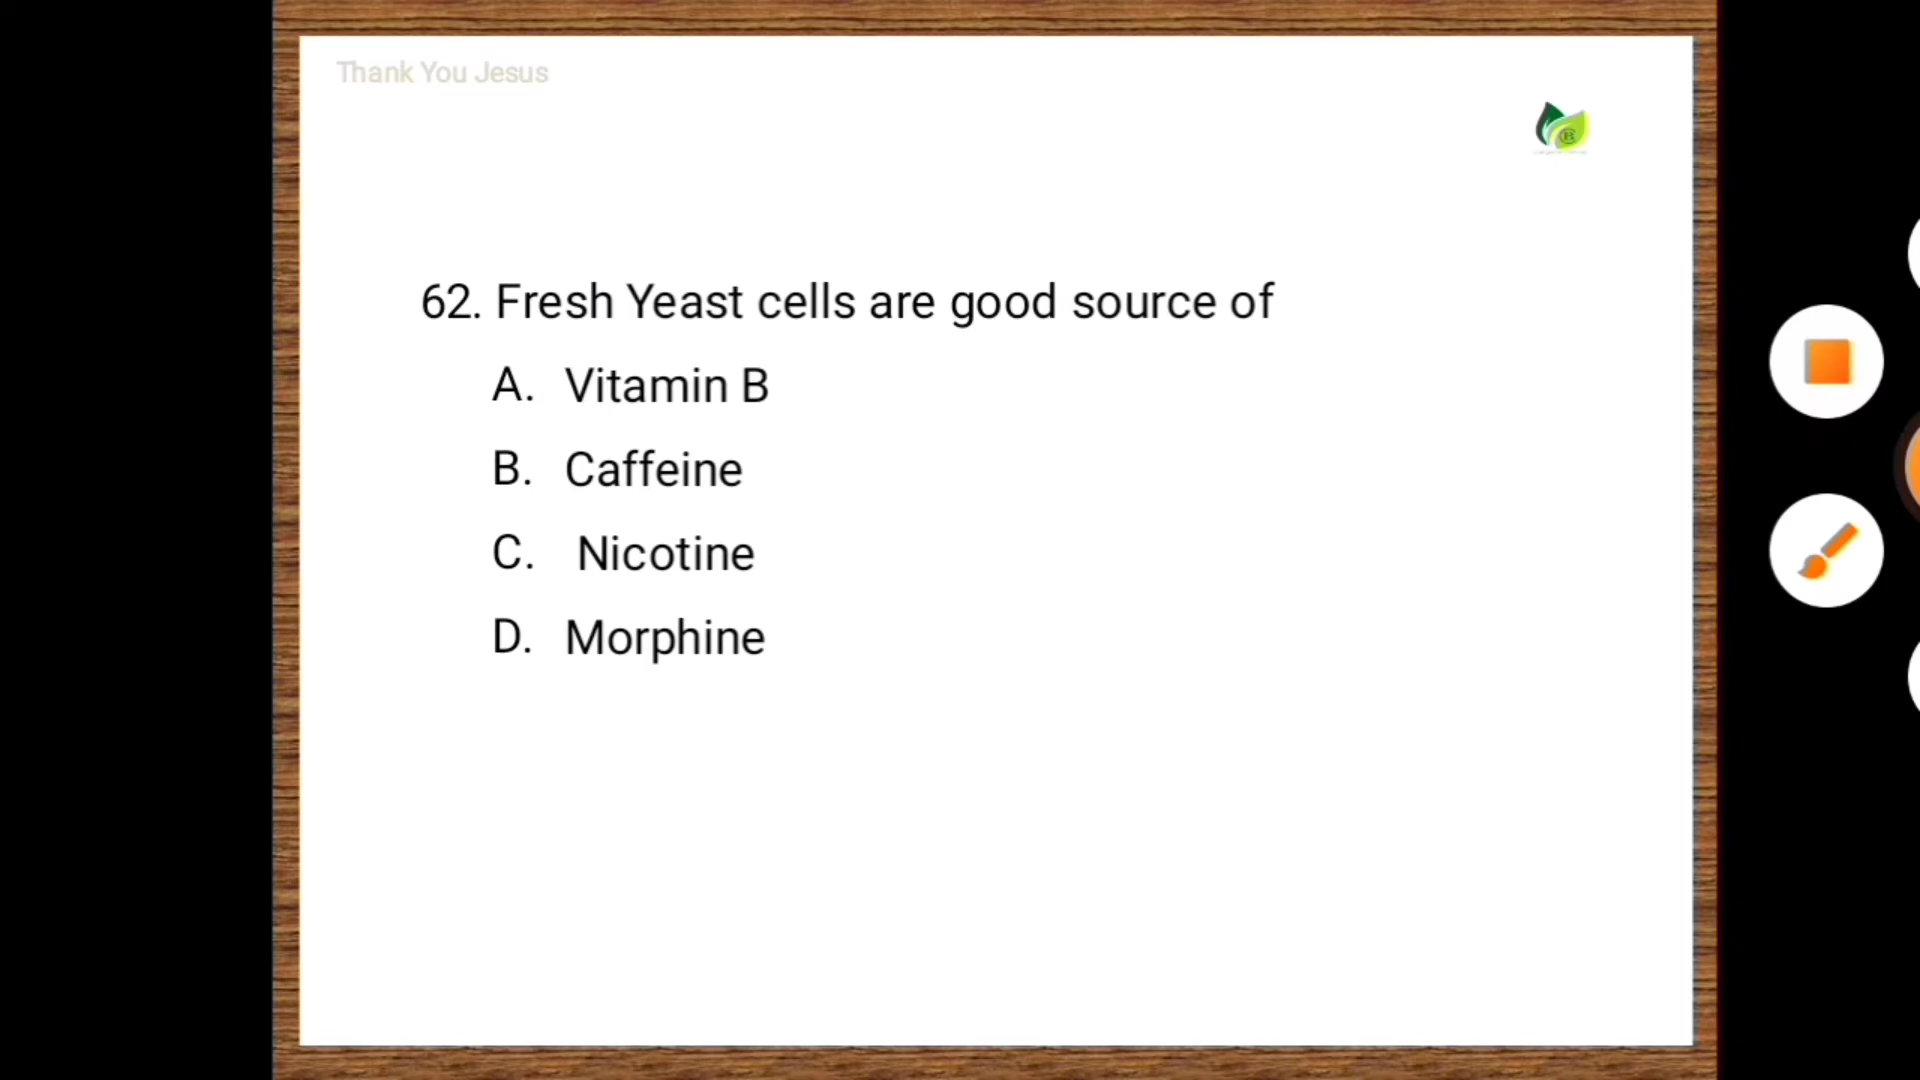 Thank You Jesus
62. Fresh Yeast cells are good source of
A. Vitamin B
B. Caffeine
C. Nicotine
D. Morphine